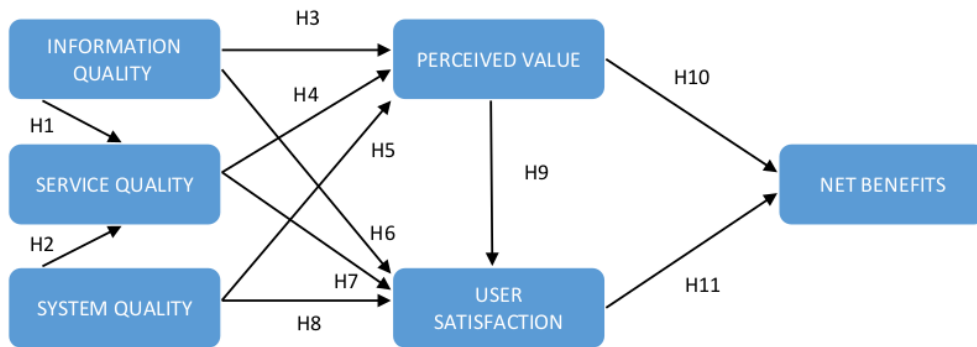 H3
INFORMATION
QUALITY
PERCEIVED VALUE
H10
H4
H1
H5
SERVICE QUALITY
H9
NET BENEFITS
H2
H6
H7
H11
SYSTEM QUALITY
USER
SATISFACTION
H8